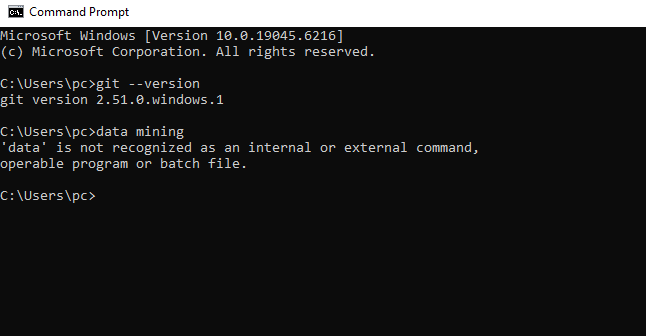 Command Prompt
Microsoft Windows [Version 10.0.19045.6216]
(c) Microsoft Corporation. All rights reserved.
C:\Users\pc>git --version
git version 2.51.0.windows.1
C:\Users\pc>data mining
'data' is not recognized as an internal or external command,
operable program or batch file.
C:\Users\pc>